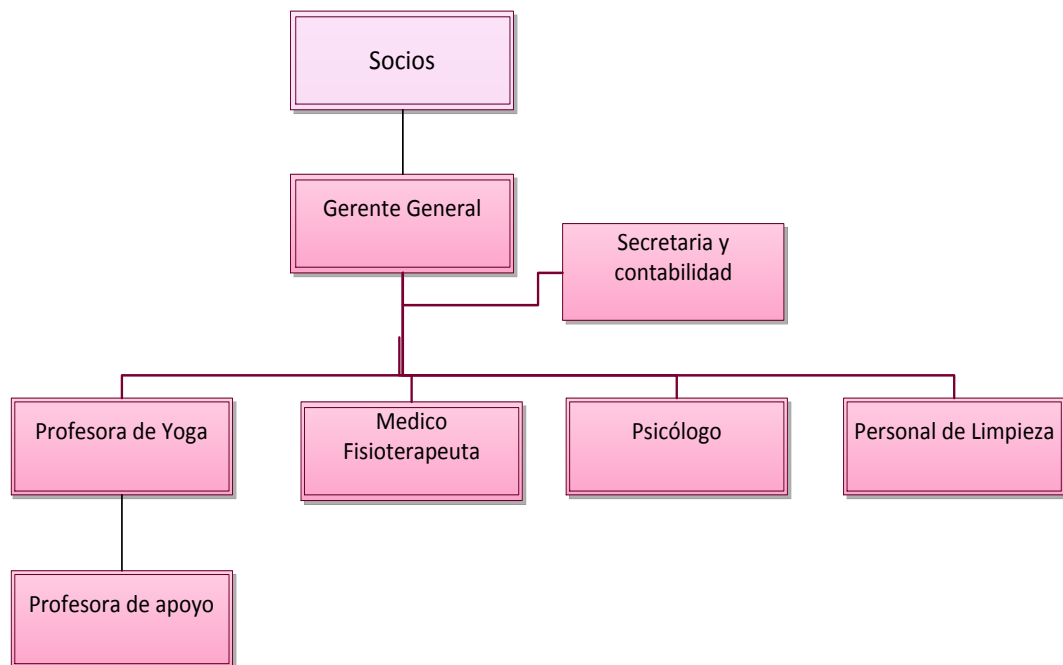 Socios
Gerente General
Secretaria y
contabilidad
Profesora de Yoga
Medico
Fisioterapeuta
Psicólogo
Personal de Limpieza
Profesora de apoyo